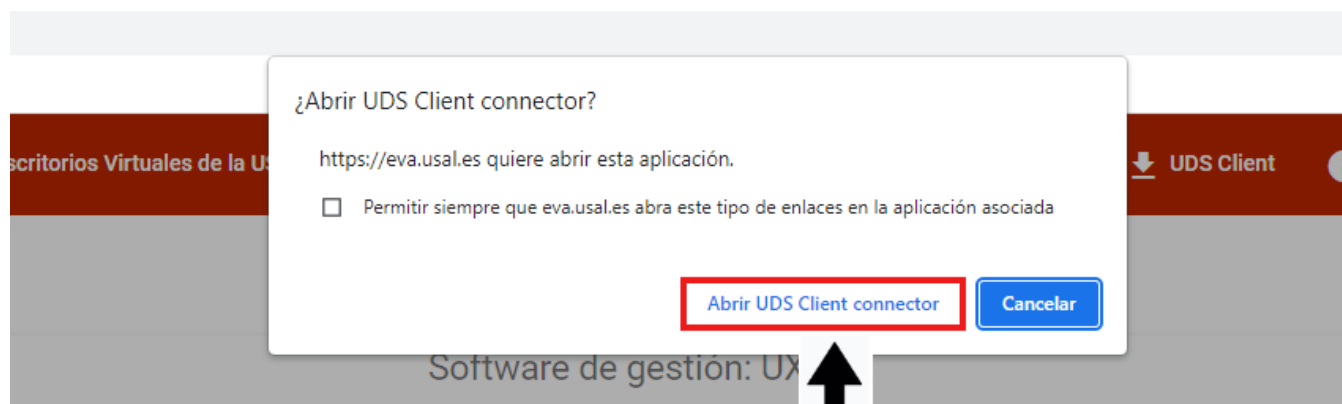 ¿Abrir UDS Client connector?
https://eva.usal.es quiere abrir esta aplicación.
scritorios Virtuales de la U
UDS Client
Permitir siempre que eva.usal.es abra este tipo de enlaces en la aplicación asociada
Abrir UDS Client connector
Cancelar
Software de gestión: UX